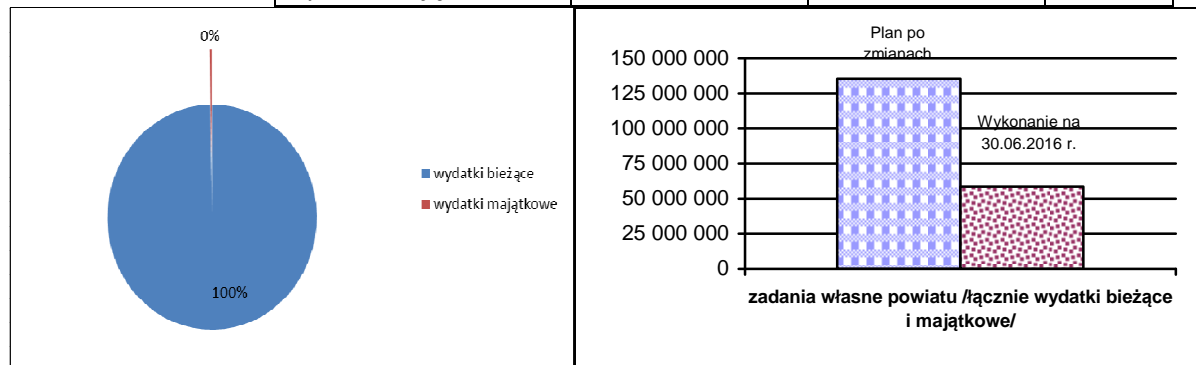 0%
100%
wydatki bieżące
wydatki majątkowe
Plan po
zmianach
150 000 000
125 000 000
100 000 000
75 000 000
50 000 000
25 000 000
0
Wykonanie na
30.06.2016 r.
zadania własne powiatu /łącznie wydatki bieżące
i majątkowe/